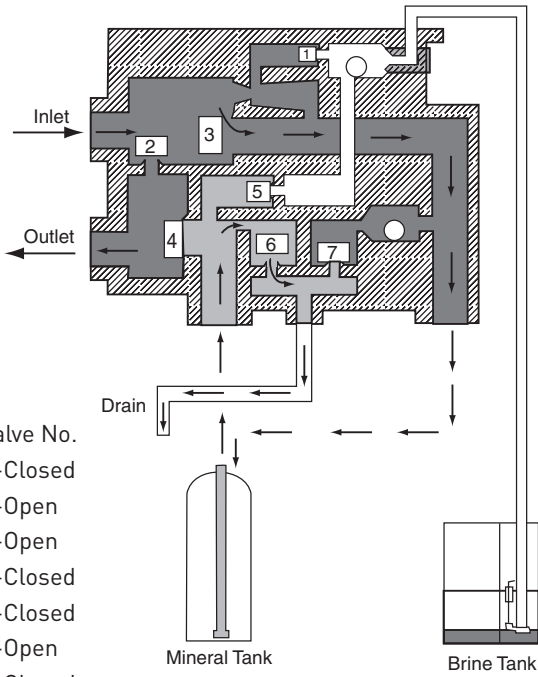 1
Inlet
2
3
5
Outlet
4
6
7
Drain
alve No.
-Closed
-Open
-Open
-Closed
-Closed
-Open
-Closed
Mineral Tank
Brine Tank